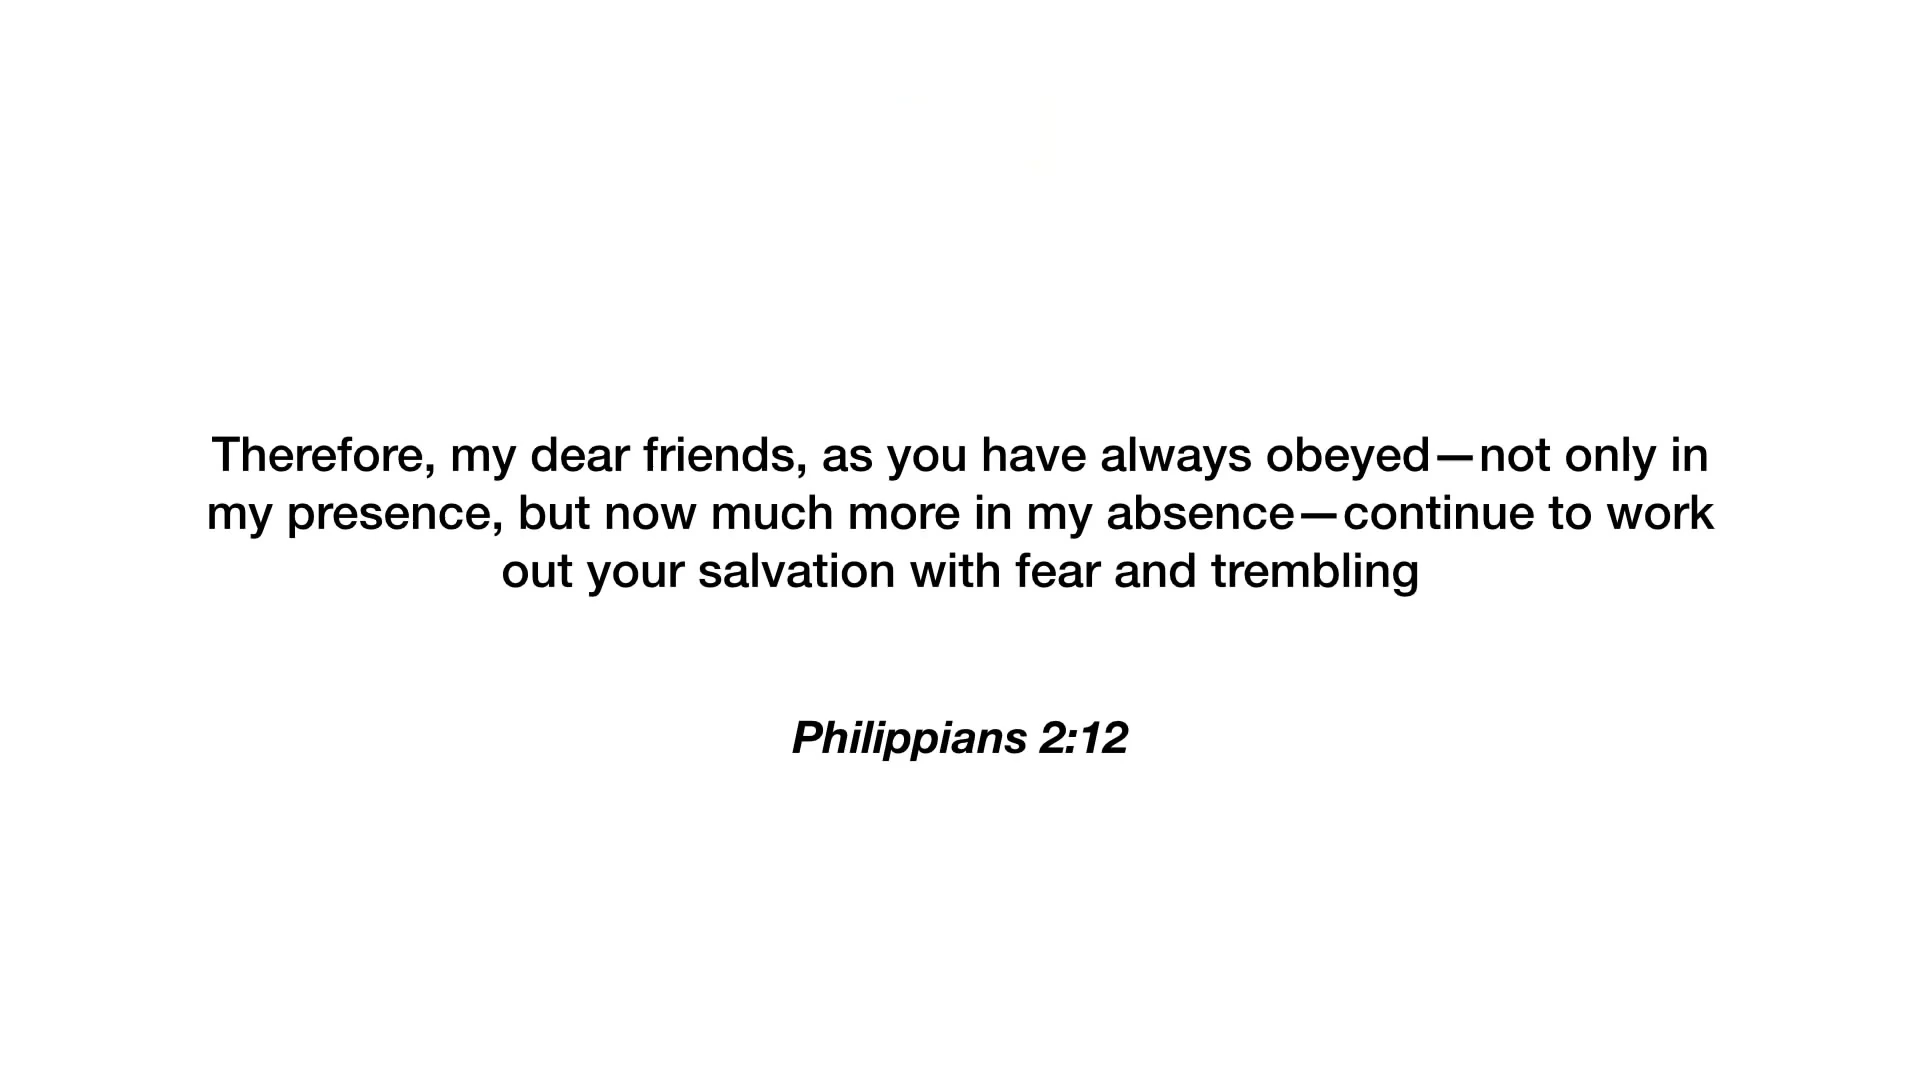 Therefore, my dear friends, as you have always obeyed—not only in
my presence, but now much more in my absence—continue to work
out your salvation with fear and trembling
Philippians 2:12